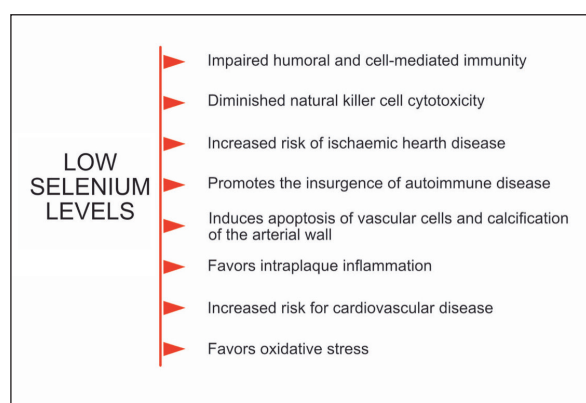 LOW
SELENIUM
LEVELS
Impaired humoral and cell-mediated immunity
Diminished natural killer cell cytotoxicity
Increased risk of ischaemic hearth disease
Promotes the insurgence of autoimmune disease
Induces apoptosis of vascular cells and calcification
of the arterial wall
Favors intraplaque inflammation
Increased risk for cardiovascular disease
Favors oxidative stress